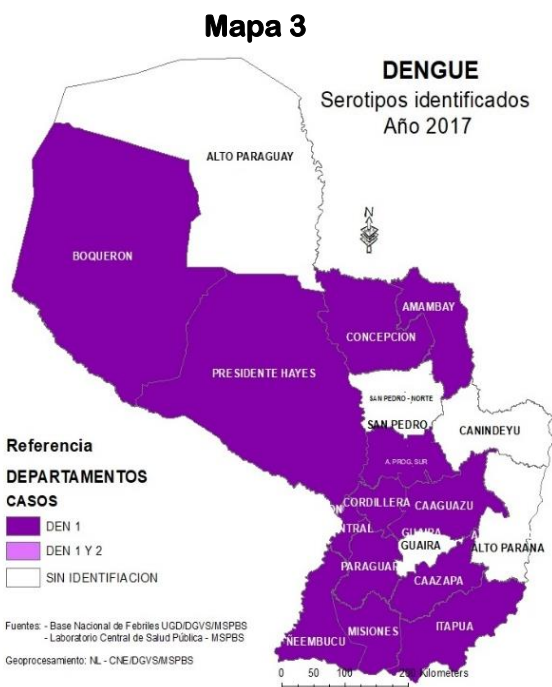 Mapa 3
DENGUE
Serotipos identificados
Año 2017
N
ALTO PARAGUAY
BOQUERON
AMAMBAY
CONCEPCION
PRESIDENTE HAYES
SAN PEDRO - NORTE
SAN PEDRO
CANINDEYU
A. PROG. SUR
CORDILLERA
CAAGUAZU
NTRAL
GUAIRA
ALTO PARANA
PARAGUAR
CAAZAPA
MISIONES
ITAPUA
ÑEEMBUCU
Referencia
DEPARTAMENTOS
CASOS
DEN 1
DEN 1 Y 2
SIN IDENTIFIACION
Fuentes: - Base Nacional de Febriles UGD/DGVS/MSPBS
- Laboratorio Central de Salud Pública - MSPBS
Geoprocesamiento: NL - CNE/DGVS/MSPBS
0 50 100 200 Kilometers